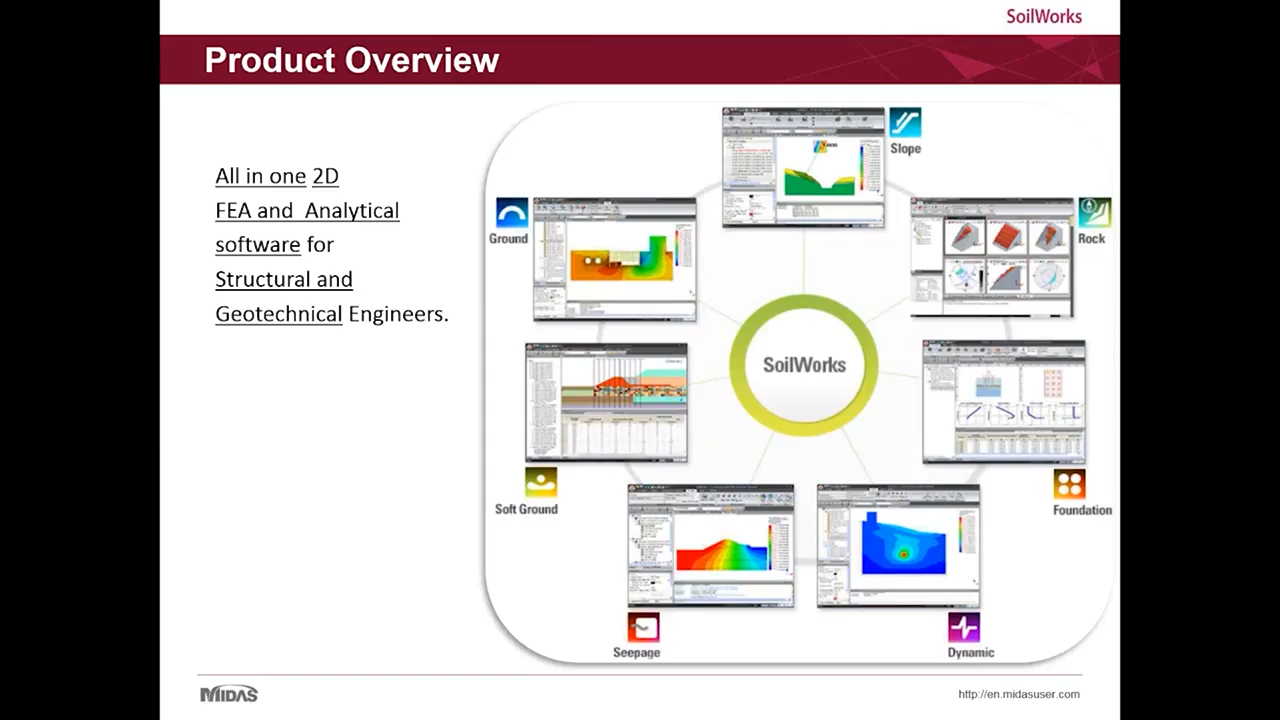 SoilWorks
Product Overview
All in one 2D
FEA and Analytical
software for
Structural and
Geotechnical Engineers.
Slope
Ground
Rock
SoilWorks
Soft Ground
Foundation
Seepage
Dynamic
MIDAS
http://en.midasuser.com